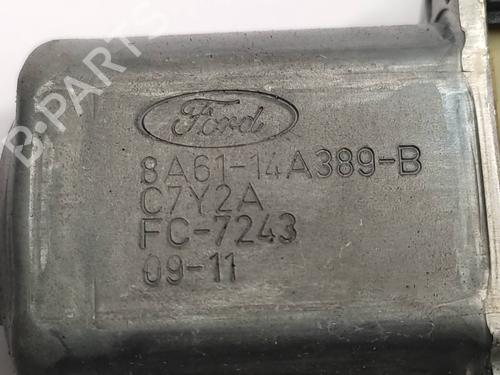 B-PARTS
Ford
8A61-14A389-B
C7Y2A
FC-7243
09-11